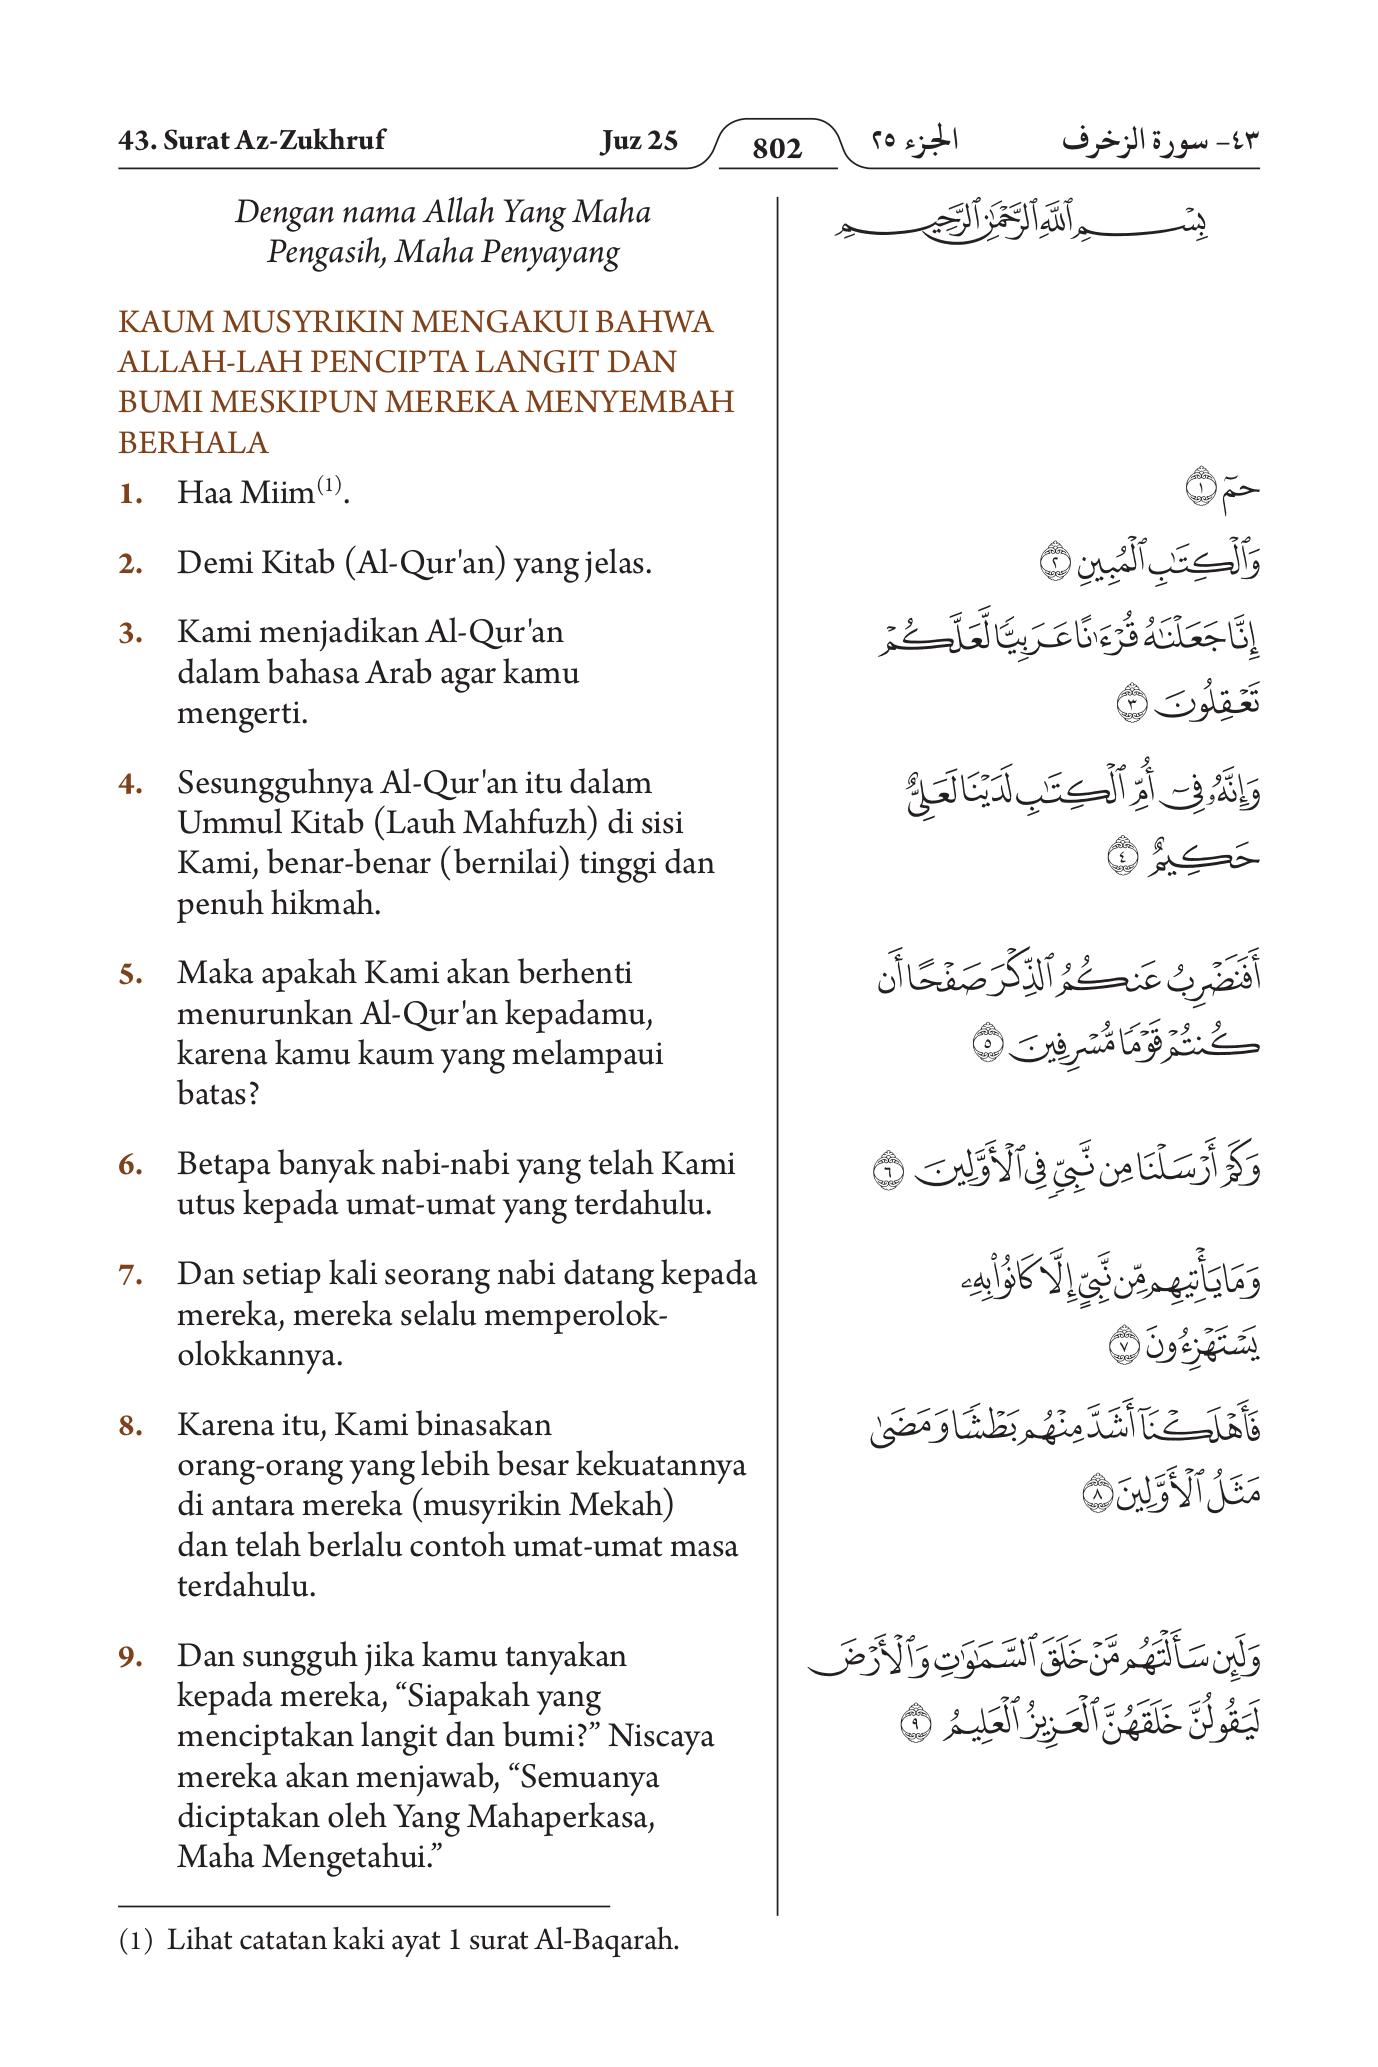 43. Surat Az-Zukhruf
Juz 25
802
الجزء ٢٥
٤٣- سورة الزخرف
Dengan nama Allah Yang Maha
Pengasih, Maha Penyayang
KAUM MUSYRIKIN MENGAKUI BAHWA
ALLAH-LAH PENCIPTA LANGIT DAN
BUMI MESKIPUN MEREKA MENYEMBAH
BERHALA
1. Haa Miim(1).
2. Demi Kitab (Al-Qur'an) yang jelas.
3. Kami menjadikan Al-Qur'an
dalam bahasa Arab agar kamu
mengerti.
4. Sesungguhnya Al-Qur'an itu dalam
Ummul Kitab (Lauh Mahfuzh) di sisi
Kami, benar-benar (bernilai) tinggi dan
penuh hikmah.
5. Maka apakah Kami akan berhenti
menurunkan Al-Qur'an kepadamu,
karena kamu kaum yang melampaui
batas?
6. Betapa banyak nabi-nabi yang telah Kami
utus kepada umat-umat yang terdahulu.
7. Dan setiap kali seorang nabi datang kepada
mereka, mereka selalu memperolok-
olokkannya.
8. Karena itu, Kami binasakan
orang-orang yang lebih besar kekuatannya
di antara mereka (musyrikin Mekah)
dan telah berlalu contoh umat-umat masa
terdahulu.
9. Dan sungguh jika kamu tanyakan
kepada mereka, “Siapakah yang
menciptakan langit dan bumi?” Niscaya
mereka akan menjawab, “Semuanya
diciptakan oleh Yang Mahaperkasa,
Maha Mengetahui.”
(1) Lihat catatan kaki ayat 1 surat Al-Baqarah.
بِسْمِ ٱللَّهِ ٱلرَّحْمَٰنِ ٱلرَّحِيمِ
حمٓ ١
وَٱلْكِتَٰبِ ٱلْمُبِينِ ٢
إِنَّا جَعَلْنَٰهُ قُرْءَٰنًا عَرَبِيًّا لَّعَلَّكُمْ
تَعْقِلُونَ ٣
وَإِنَّهُۥ فِىٓ أُمِّ ٱلْكِتَٰبِ لَدَيْنَا لَعَلِىٌّ
حَكِيمٌ ٤
أَفَنَضْرِبُ عَنكُمُ ٱلذِّكْرَ صَفْحًا أَن
كُنتُمْ قَوْمًا مُّسْرِفِينَ ٥
وَكَمْ أَرْسَلْنَا مِن نَّبِىٍّ فِى ٱلْأَوَّلِينَ ٦
وَمَا يَأْتِيهِم مِّن نَّبِىٍّ إِلَّا كَانُوا۟ بِهِۦ
يَسْتَهْزِءُونَ ٧
فَأَهْلَكْنَآ أَشَدَّ مِنْهُم بَطْشًا وَمَضَىٰ
مَثَلُ ٱلْأَوَّلِينَ ٨
وَلَئِن سَأَلْتَهُم مَّنْ خَلَقَ ٱلسَّمَٰوَٰتِ وَٱلْأَرْضَ
لَيَقُولُنَّ خَلَقَهُنَّ ٱلْعَزِيزُ ٱلْعَلِيمُ ٩